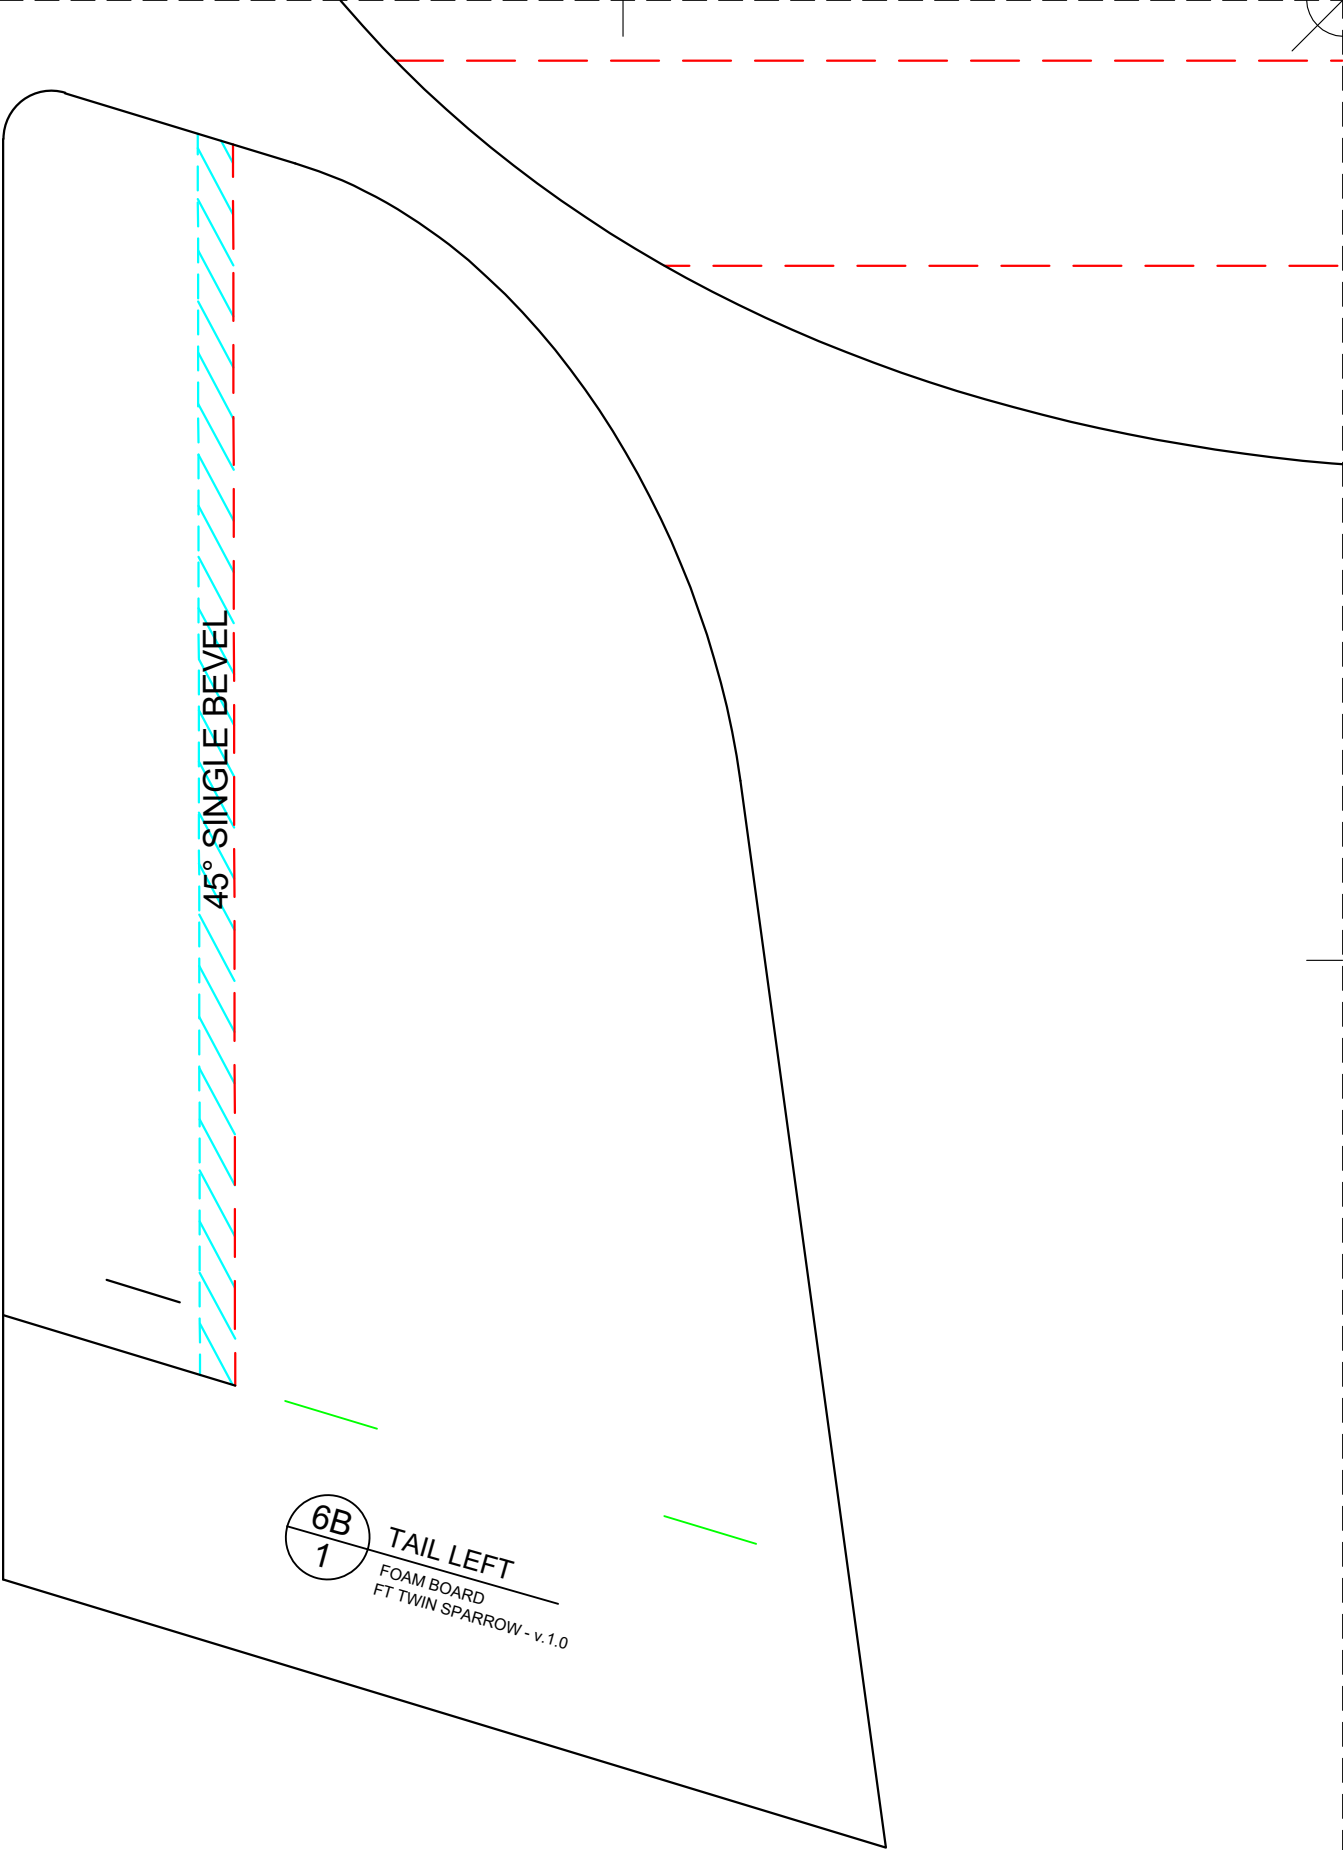 45° SINGLE BEVEL
6B
1
TAIL LEFT
FOAM BOARD
FT TWIN SPARROW - v.1.0